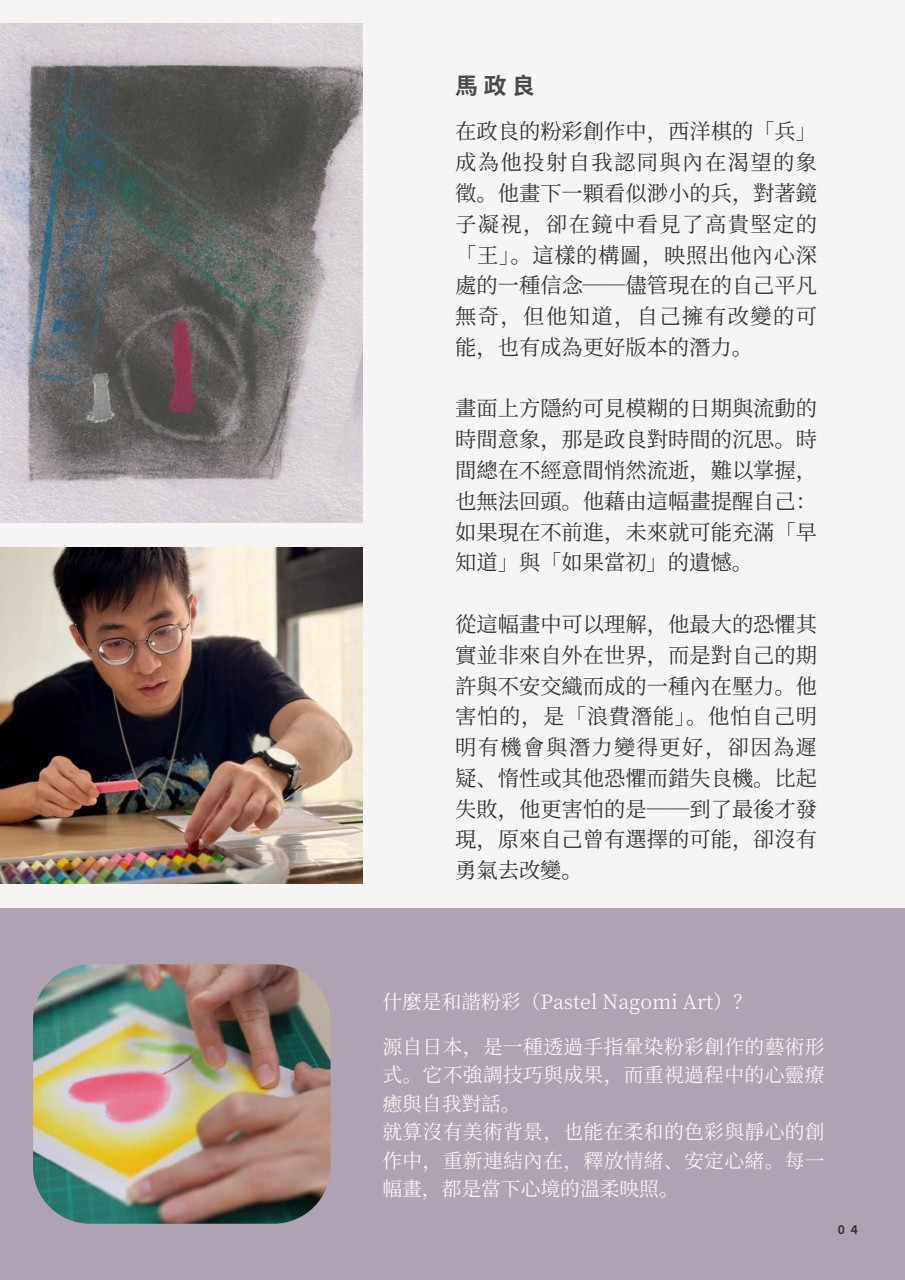 馬政良
在政良的粉彩創作中，西洋棋的「兵」
成為他投射自我認同與內在渴望的象
徵。他畫下一顆看似渺小的兵，對著鏡
子凝視，卻在鏡中看見了高貴堅定的
「王」。這樣的構圖，映照出他內心深
處的一種信念——儘管現在的自己平凡
無奇，但他知道，自己擁有改變的可
能，也有成為更好版本的潛力。
畫面上方隱約可見模糊的日期與流動的
時間意象，那是政良對時間的沉思。時
間總在不經意間悄然流逝，難以掌握，
也無法回頭。他藉由這幅畫提醒自己：
如果現在不前進，未來就可能充滿「早
知道」與「如果當初」的遺憾。
從這幅畫中可以理解，他最大的恐懼其
實並非來自外在世界，而是對自己的期
許與不安交織而成的一種內在壓力。他
害怕的，是「浪費潛能」。他怕自己明
明有機會與潛力變得更好，卻因為遲
疑、惰性或其他恐懼而錯失良機。比起
失敗，他更害怕的是——到了最後才發
現，原來自己曾有選擇的可能，卻沒有
勇氣去改變。
什麼是和諧粉彩（Pastel Nagomi Art）？
源自日本，是一種透過手指暈染粉彩創作的藝術形
式。它不強調技巧與成果，而重視過程中的心靈療
癒與自我對話。
就算沒有美術背景，也能在柔和的色彩與靜心的創
作中，重新連結內在，釋放情緒、安定心緒。每一
幅畫，都是當下心境的溫柔映照。
04